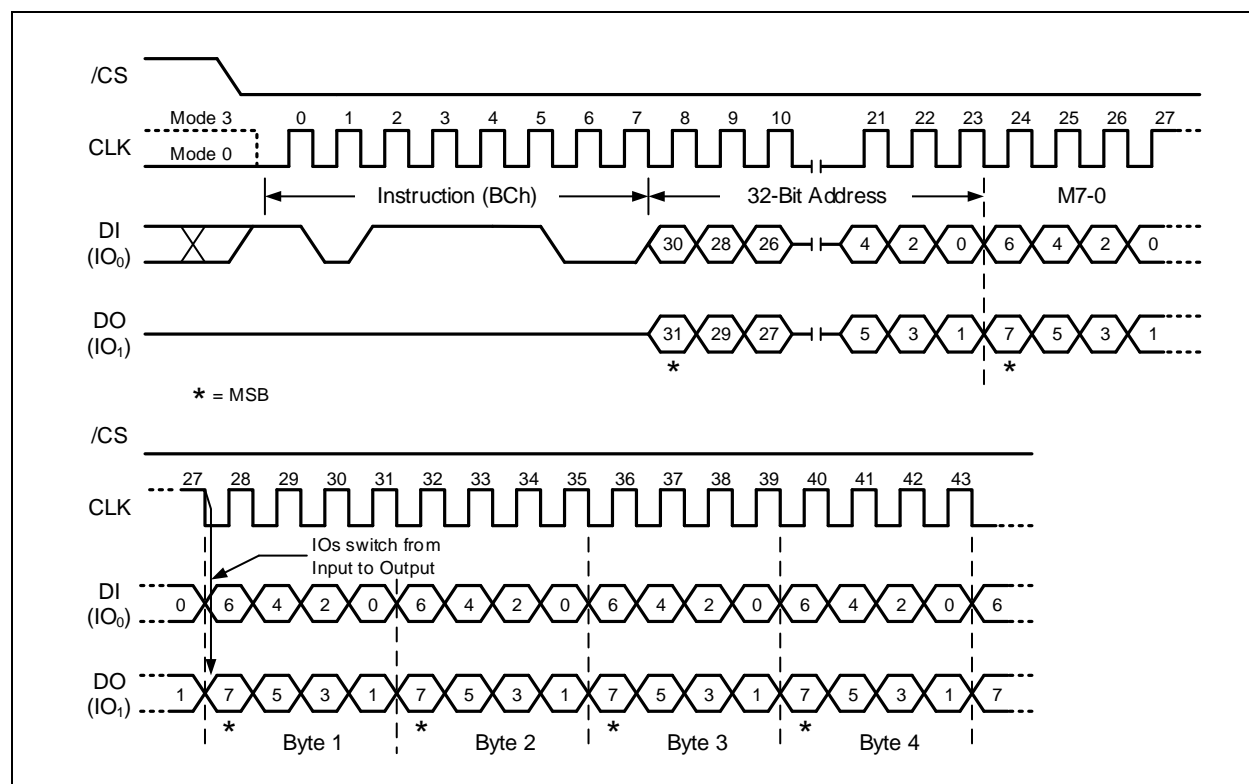 /CS
Mode 3 0 1 2 3 4 5 6 7 8 9 10 21 22 23 24 25 26 27
CLK
Mode 0
Instruction (BCh) 32-Bit Address M7-0
DI
(IO₀) 30 28 26 4 2 0 6 4 2 0
DO
(IO₁) 31 29 27 5 3 1 7 5 3 1
* *
* = MSB
/CS
27 28 29 30 31 32 33 34 35 36 37 38 39 40 41 42 43
CLK
IOs switch from
Input to Output
DI
(IO₀) 0 6 4 2 0 6 4 2 0 6 4 2 0 6 4 2 0 6
DO
(IO₁) 1 7 5 3 1 7 5 3 1 7 5 3 1 7 5 3 1 7
* * * *
Byte 1 Byte 2 Byte 3 Byte 4